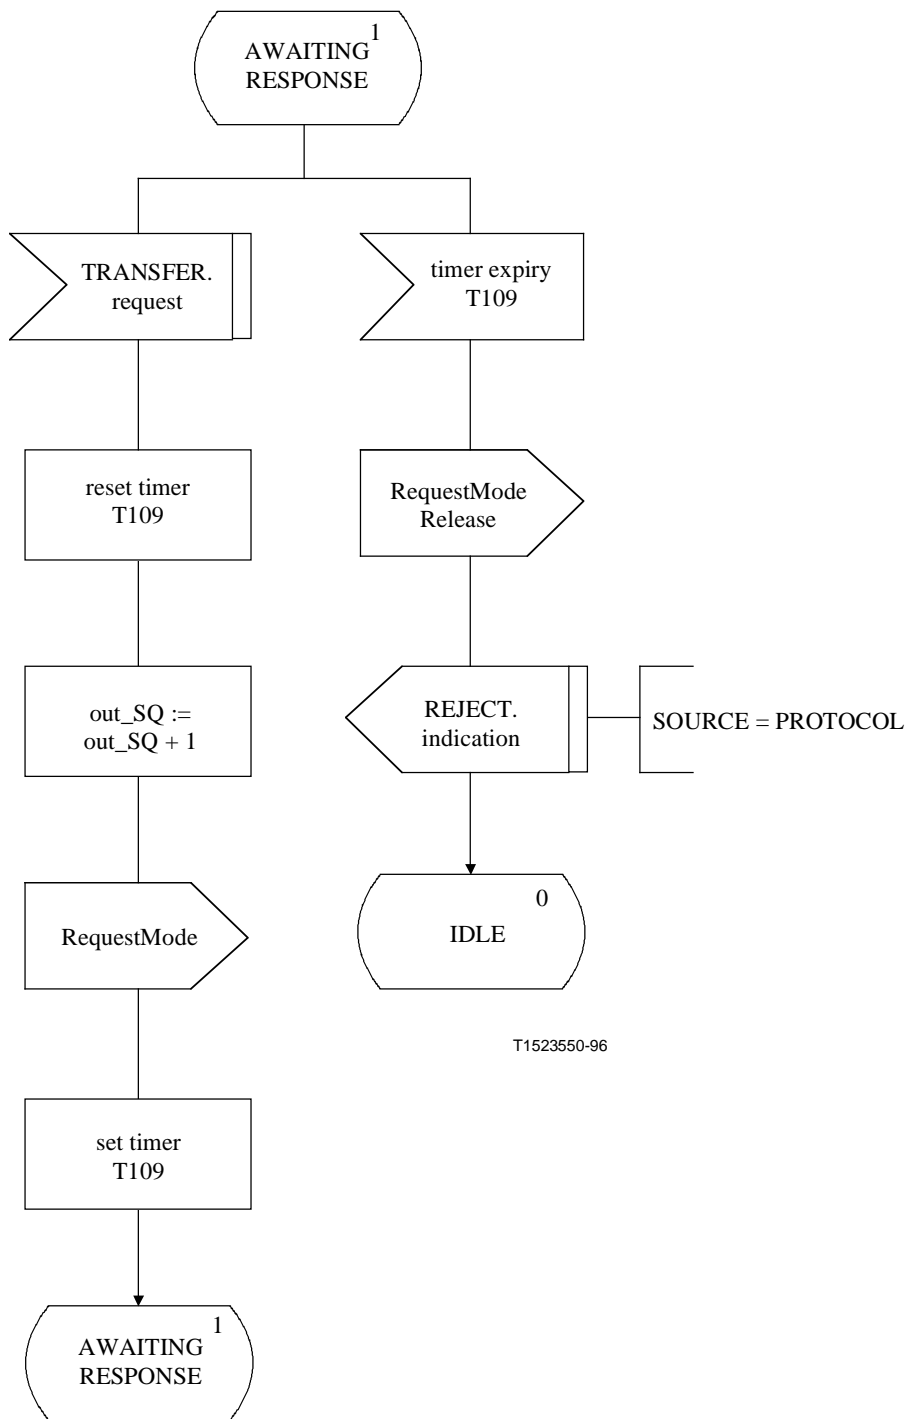 1
AWAITING
RESPONSE
TRANSFER.
request
timer expiry
T109
reset timer
T109
RequestMode
Release
out_SQ :=
out_SQ + 1
REJECT.
indication
SOURCE = PROTOCOL
RequestMode
0
IDLE
T1523550-96
set timer
T109
1
AWAITING
RESPONSE